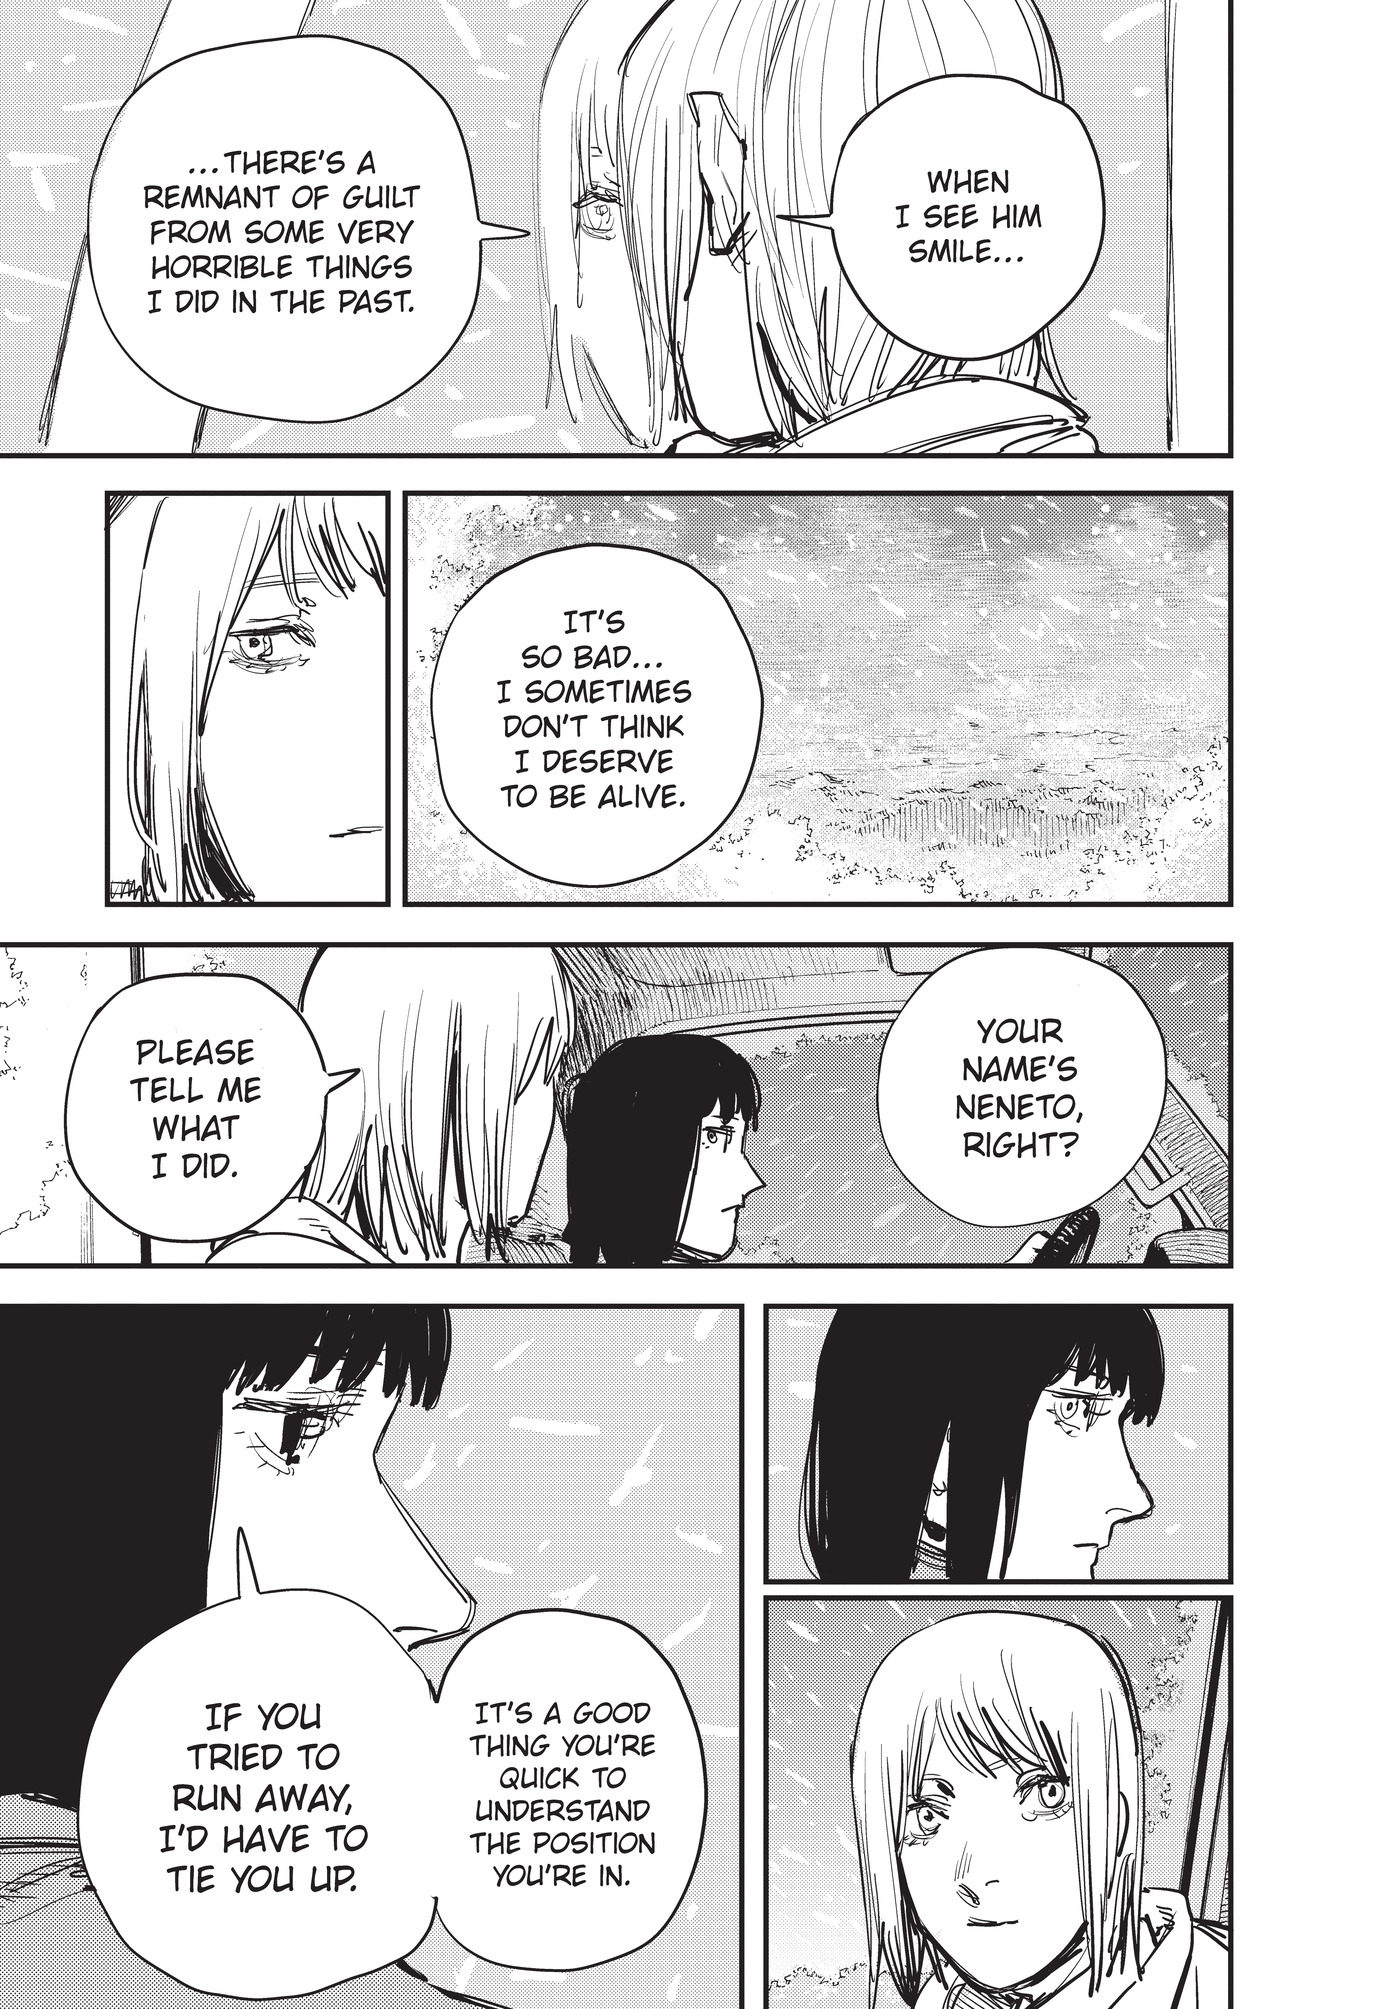 WHEN
I SEE HIM
SMILE...
...THERE'S A
REMNANT OF GUILT
FROM SOME VERY
HORRIBLE THINGS
I DID IN THE PAST.
IT'S
SO BAD...
I SOMETIMES
DON'T THINK
I DESERVE
TO BE ALIVE.
YOUR
NAME'S
NENETO,
RIGHT?
PLEASE
TELL ME
WHAT
I DID.
IT'S A GOOD
THING YOU'RE
QUICK TO
UNDERSTAND
THE POSITION
YOU'RE IN.
IF YOU
TRIED TO
RUN AWAY,
I'D HAVE TO
TIE YOU UP.